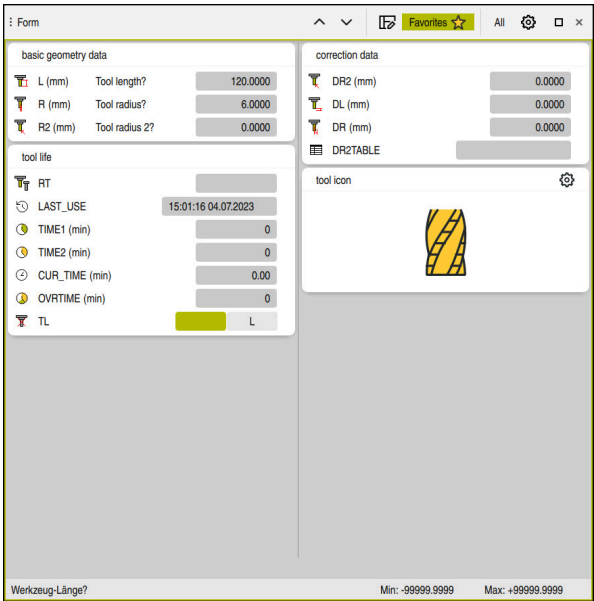 Form
Favorites
All
basic geometry data
L (mm) Tool length? 120.0000
R (mm) Tool radius? 6.0000
R2 (mm) Tool radius 2? 0.0000
tool life
RT
LAST_USE 15:01:16 04.07.2023
TIME1 (min) 0
TIME2 (min) 0
CUR_TIME (min) 0.00
OVRTIME (min) 0
TL L
correction data
DR2 (mm) 0.0000
DL (mm) 0.0000
DR (mm) 0.0000
DR2TABLE
tool icon
Werkzeug-Länge? Min: -99999.9999 Max: +99999.9999